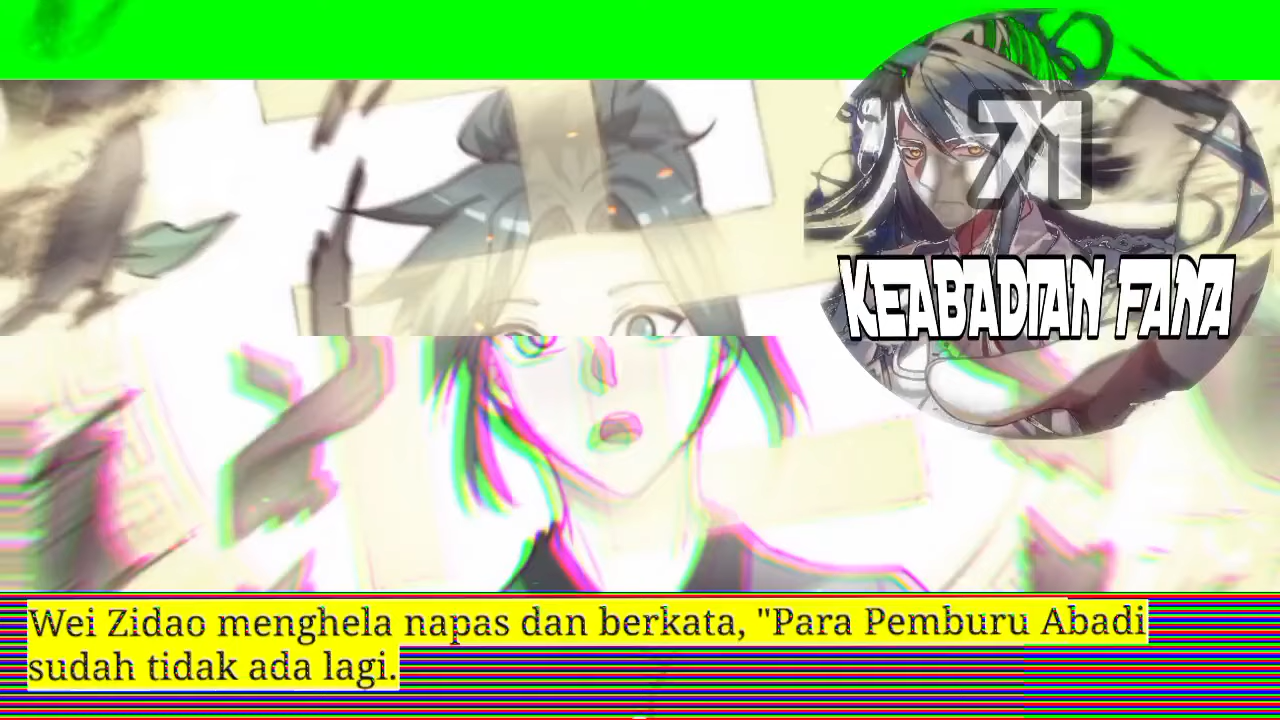 71
KEABADIAN FANA
Wei Zidao menghela napas dan berkata, "Para Pemburu Abadi
sudah tidak ada lagi.